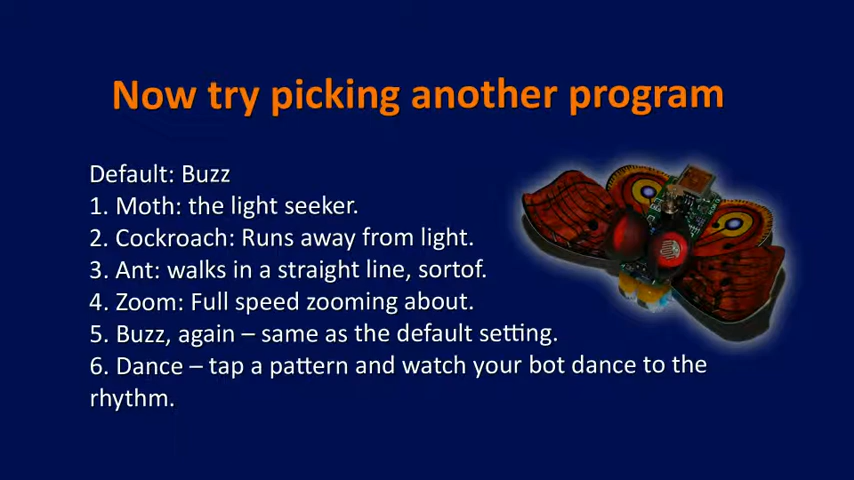 Now try picking another program
Default: Buzz
1. Moth: the light seeker.
2. Cockroach: Runs away from light.
3. Ant: walks in a straight line, sortof.
4. Zoom: Full speed zooming about.
5. Buzz, again – same as the default setting.
6. Dance – tap a pattern and watch your bot dance to the
rhythm.